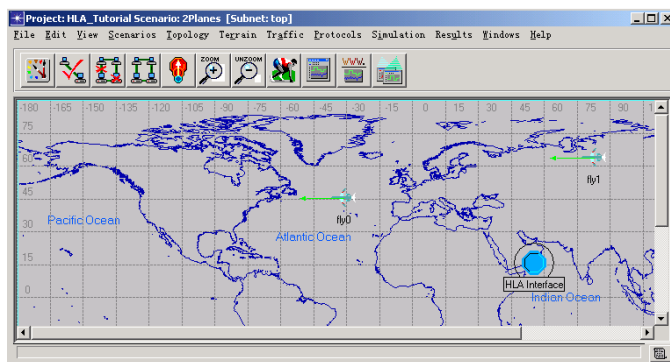 Project: HLA_Tutorial Scenario: 2Planes [Subnet: top]
File Edit View Scenarios Topology Terrain Traffic Protocols Simulation Results Windows Help
ZOOM UNZOOM WWW.
-180 -165 -150 -135 -120 -105 -90 -75 -60 -45 -30 -15 0 15 30 45 60 75 90
75
60
fly1
45
fly0
30
Pacific Ocean
Atlantic Ocean
15
HLA Interface
0
Indian Ocean